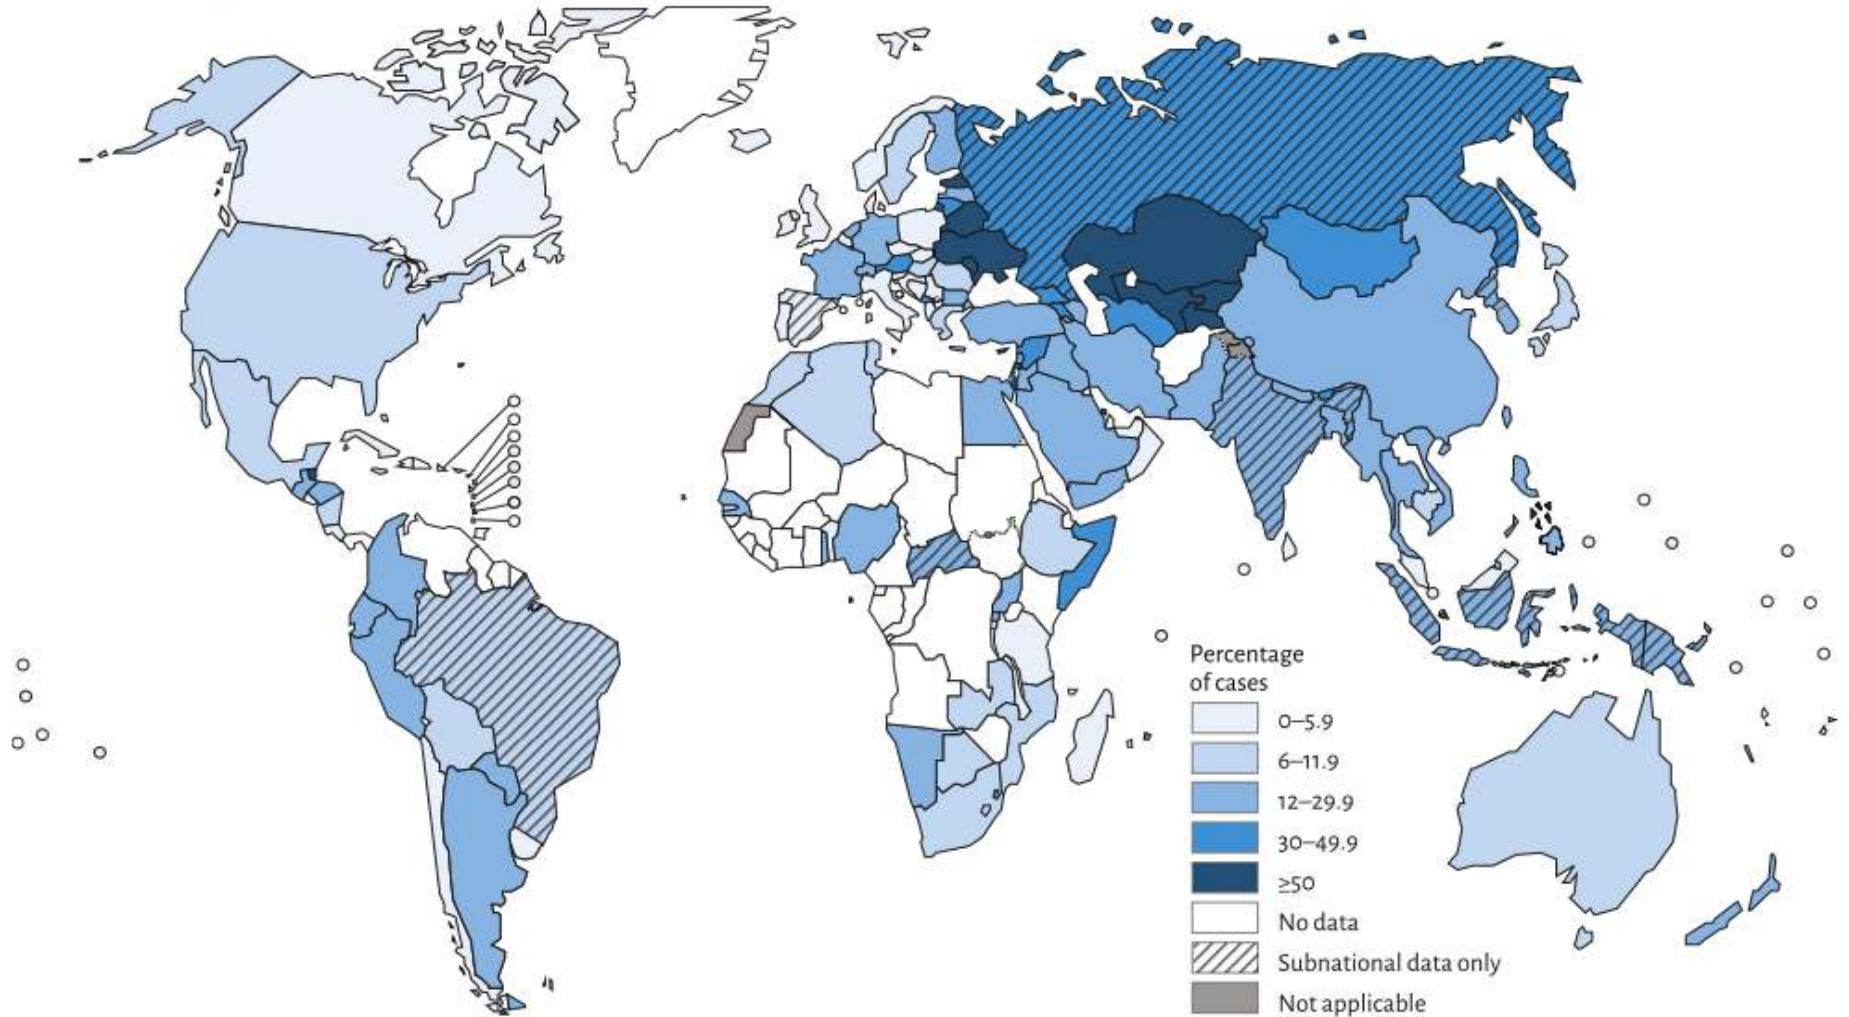 Percentage
of cases
0–5.9
6–11.9
12–29.9
30–49.9
≥50
No data
Subnational data only
Not applicable